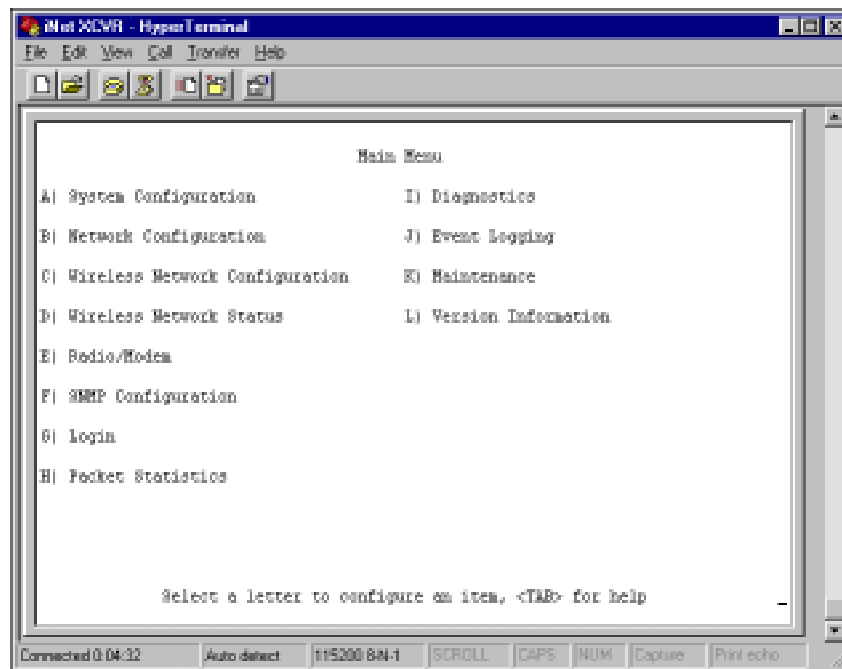 iNet XCVR - HyperTerminal
File Edit View Call Transfer Help
Main Menu
A) System Configuration
B) Network Configuration
C) Wireless Network Configuration
D) Wireless Network Status
E) Radio/Modem
F) SNMP Configuration
G) Login
H) Packet Statistics
I) Diagnostics
J) Event Logging
K) Maintenance
L) Version Information
Select a letter to configure an item, <TAB> for help
Connected 0:04:32 Auto detect 115200 8-N-1 SCROLL CAPS NUM Capture Print echo